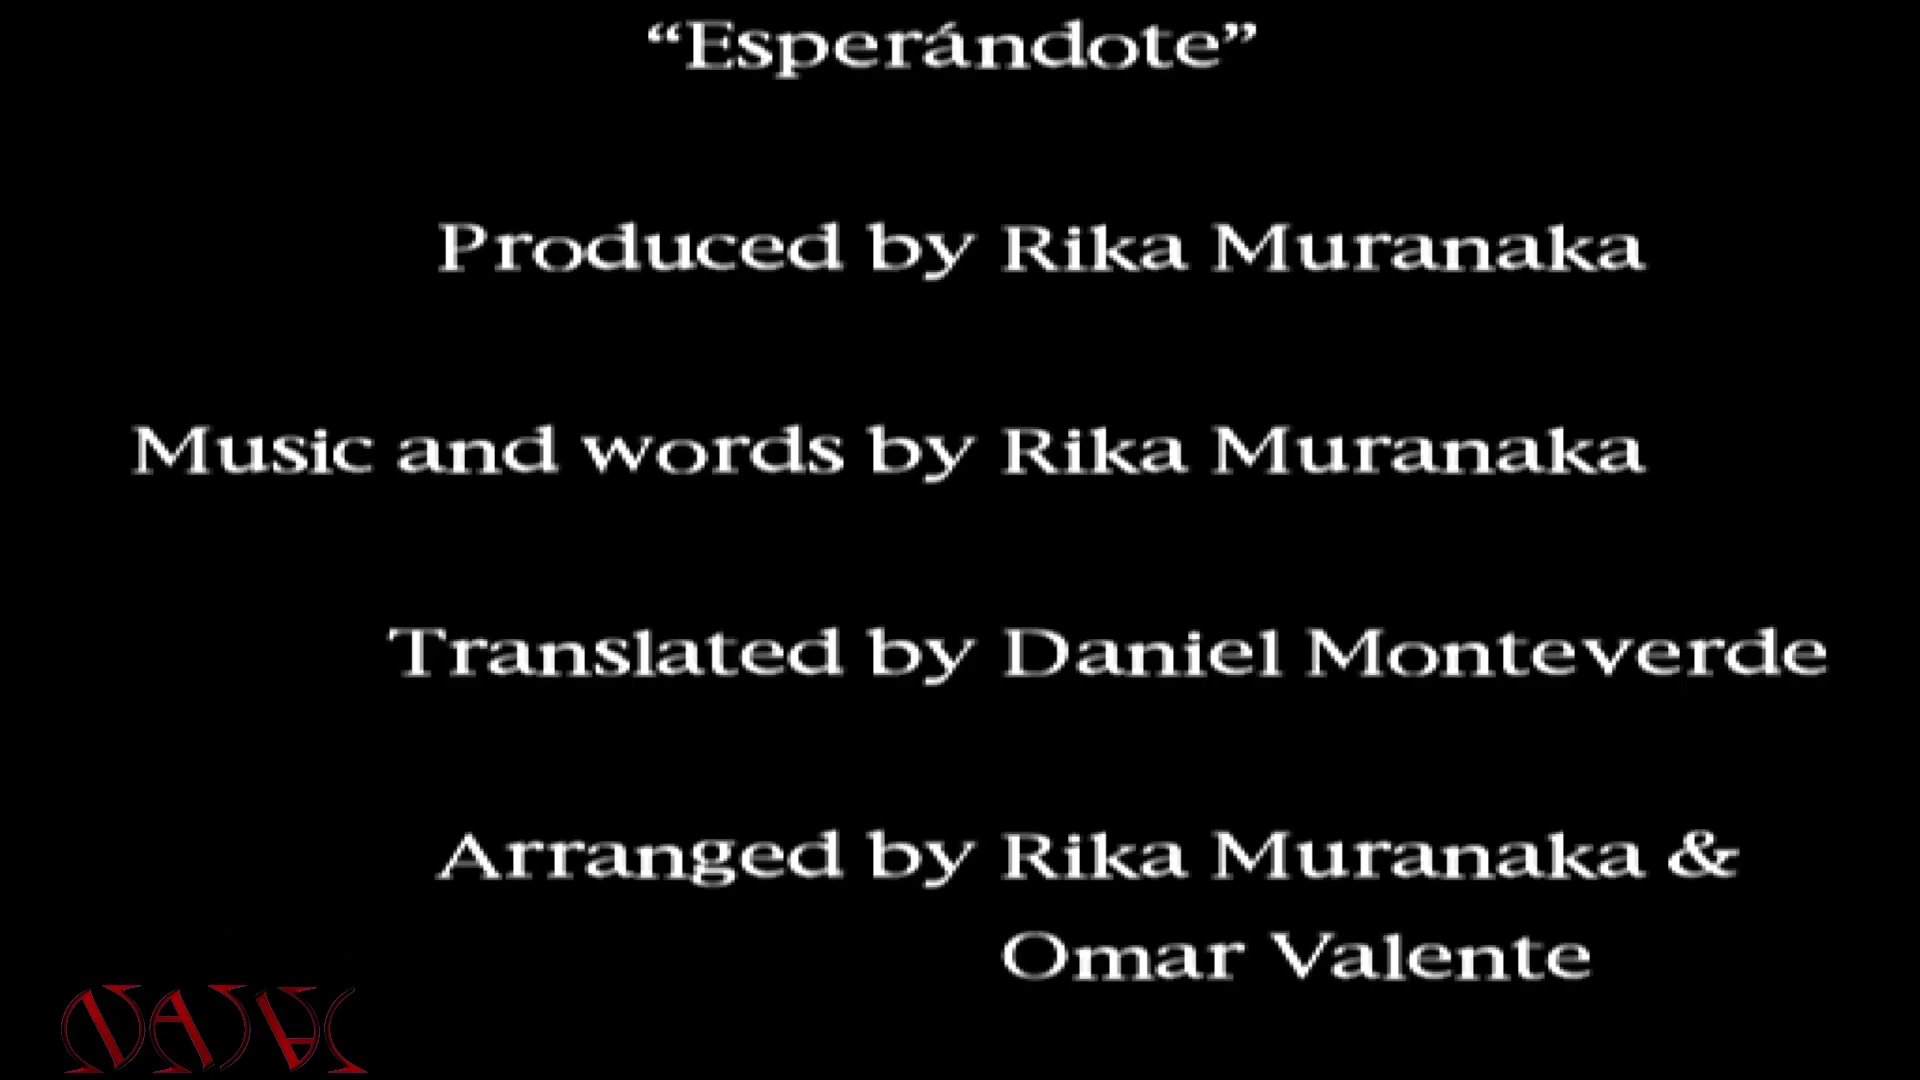 “Esperándote”
Produced by Rika Muranaka
Music and words by Rika Muranaka
Translated by Daniel Monteverde
Arranged by Rika Muranaka &
Omar Valente